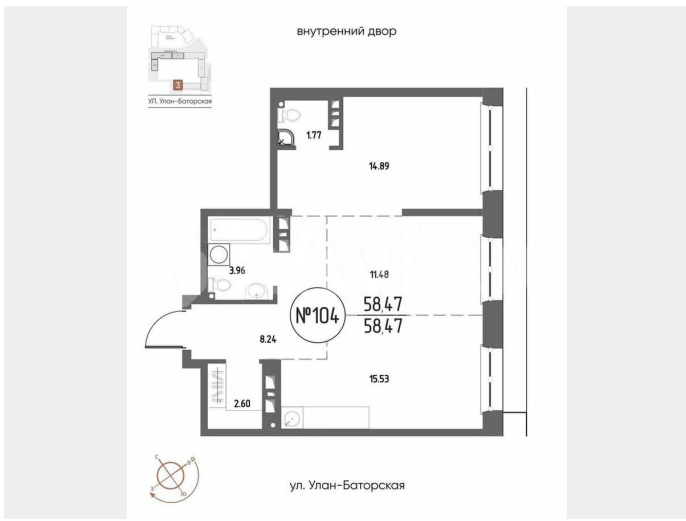 внутренний двор
3
УЛ. Улан-Баторская
1.77
14.89
3.96
11.48
№104
58,47
58,47
8.24
15.53
2.60
С
В
З
Ю
ул. Улан-Баторская
Avito